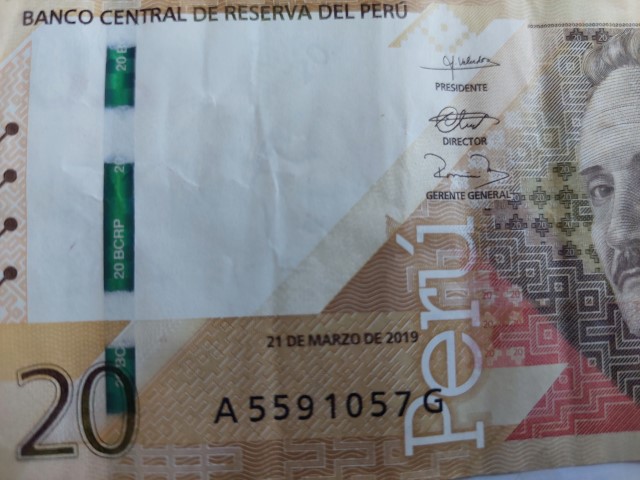 BANCO CENTRAL DE RESERVA DEL PERÚ
20
20 BC
20 BCRP
20
20 B
A5591057G
21 DE MARZO DE 2019
PRESIDENTE
DIRECTOR
GERENTE GENERAL
Perú